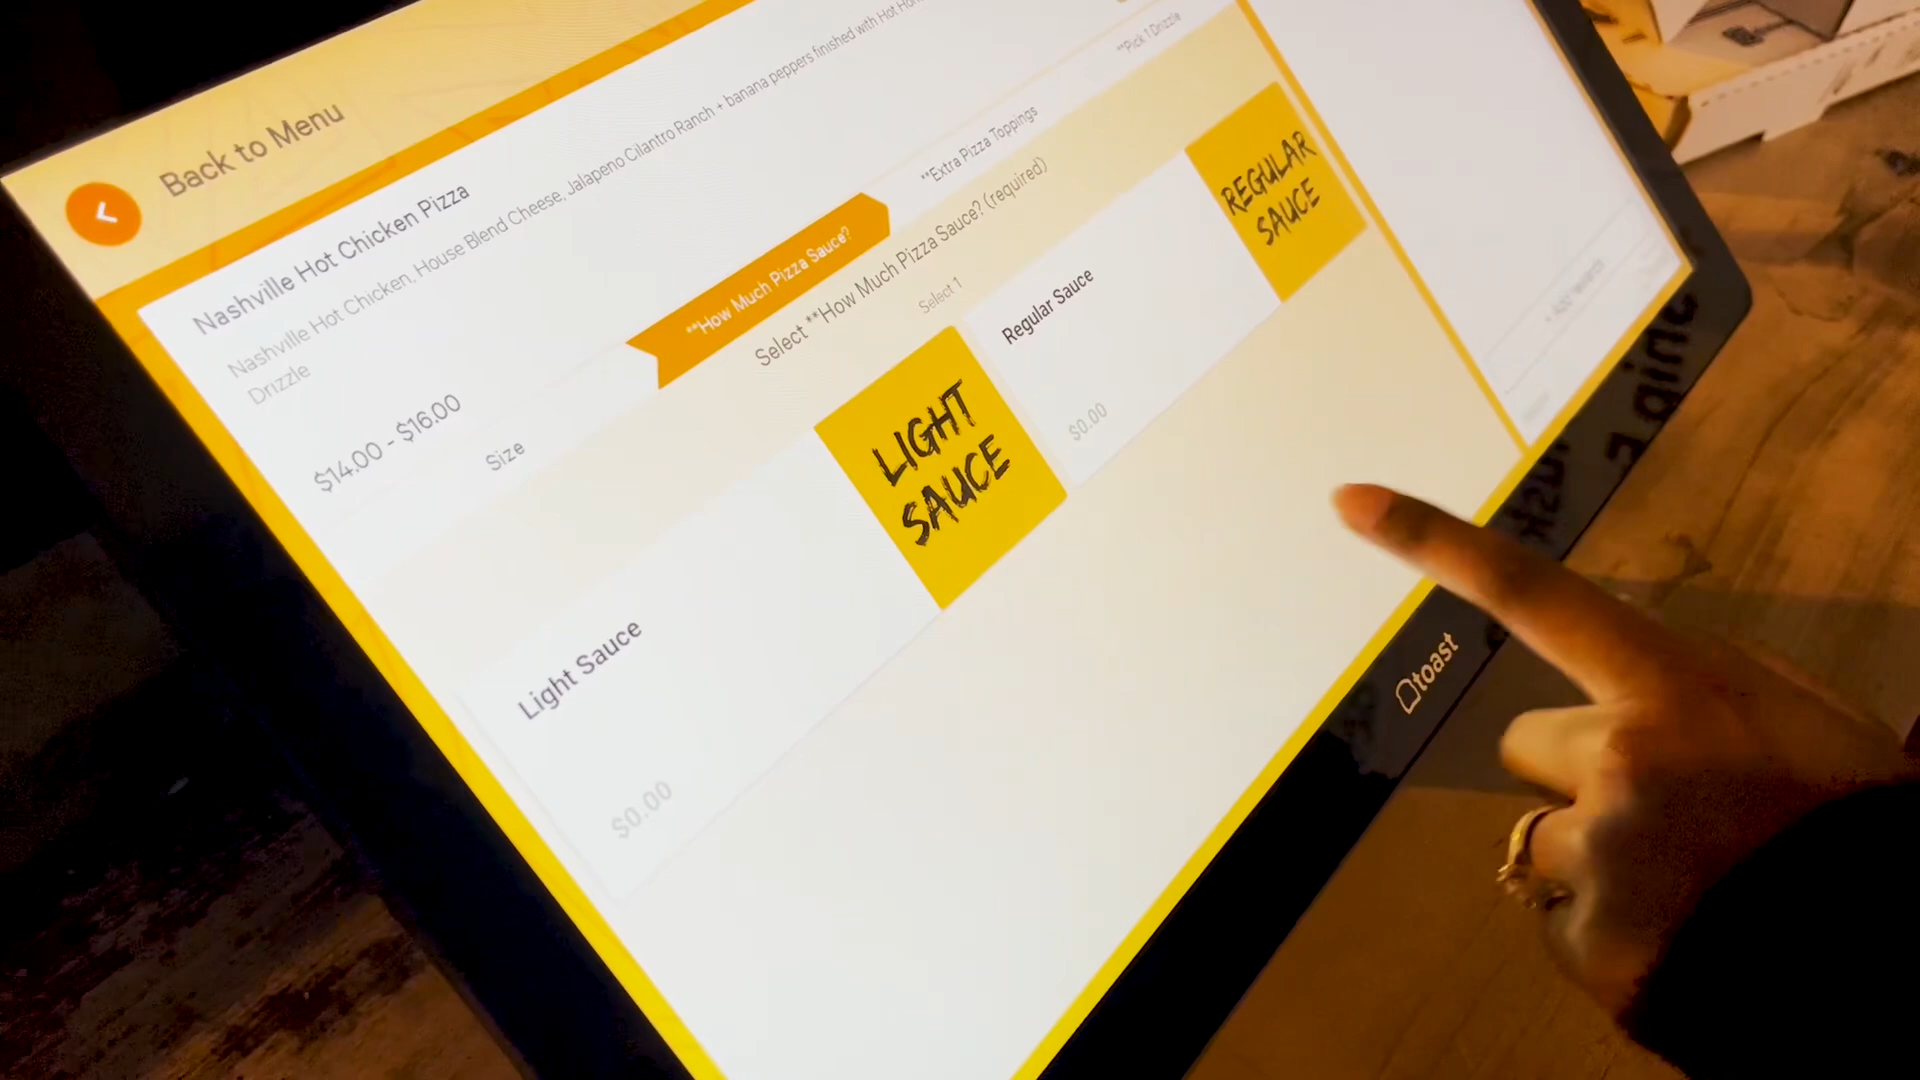 Back to Menu
Nashville Hot Chicken Pizza
Nashville Hot Chicken, House Blend Cheese, Jalapeno Cilantro Ranch + banana peppers finished with Hot
Drizzle
$14.00 - $16.00
Size
**How Much Pizza Sauce?
**Extra Pizza Toppings
**Pick 1 Drizzle
Select **How Much Pizza Sauce? (required)
Select 1
Light Sauce
$0.00
LIGHT
SAUCE
Regular Sauce
$0.00
REGULAR
SAUCE
toast